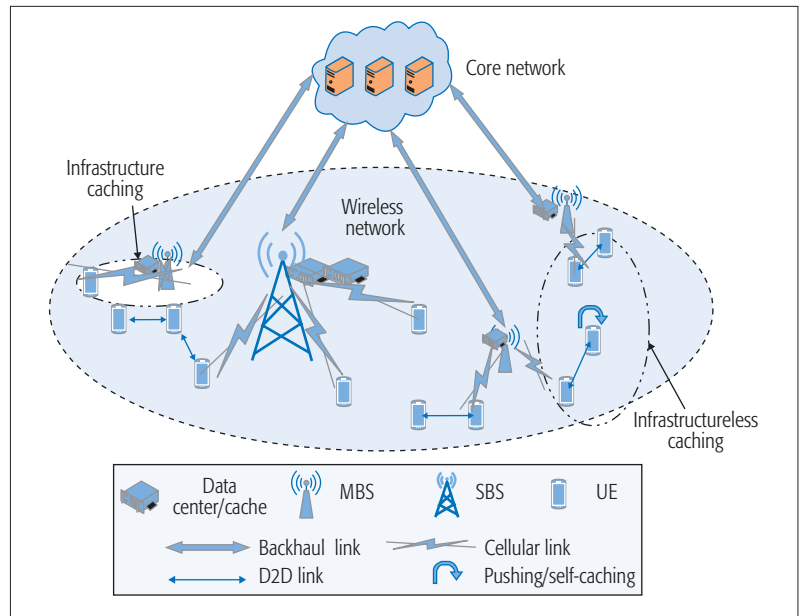 Core network
Infrastructure
caching
Wireless
network
Infrastructureless
caching
Data
center/cache
MBS
SBS
UE
Backhaul link
Cellular link
D2D link
Pushing/self-caching